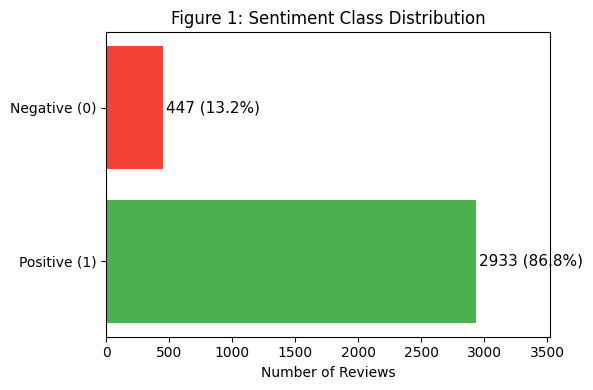 Figure 1: Sentiment Class Distribution
Negative (0)
447 (13.2%)
Positive (1)
2933 (86.8%)
0 500 1000 1500 2000 2500 3000 3500
Number of Reviews